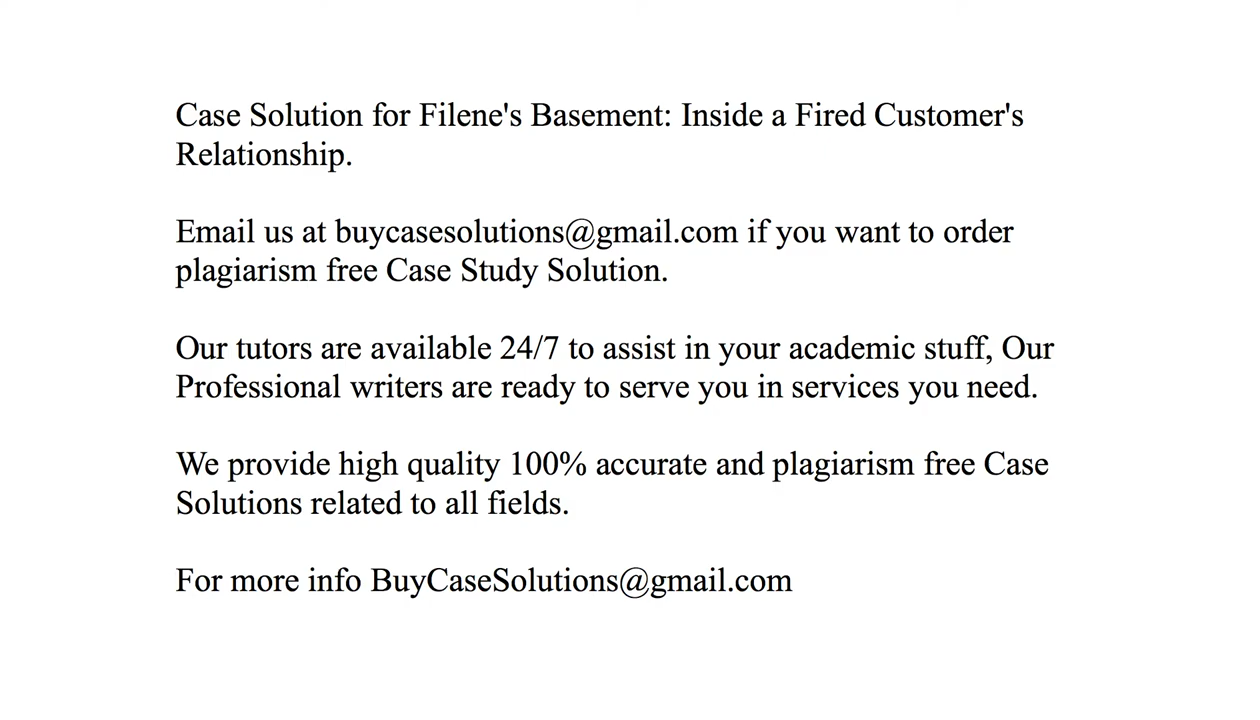 Case Solution for Filene's Basement: Inside a Fired Customer's
Relationship.
Email us at buycasesolutions@gmail.com if you want to order
plagiarism free Case Study Solution.
Our tutors are available 24/7 to assist in your academic stuff, Our
Professional writers are ready to serve you in services you need.
We provide high quality 100% accurate and plagiarism free Case
Solutions related to all fields.
For more info BuyCaseSolutions@gmail.com